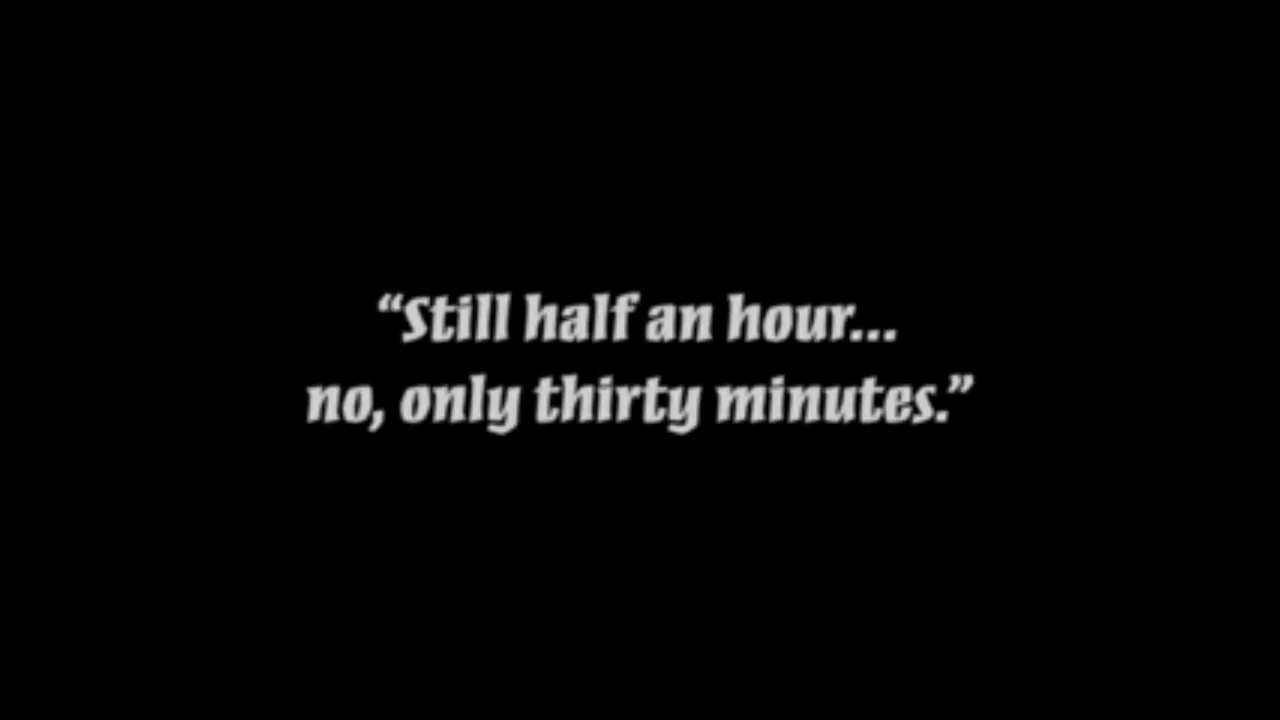 “Still half an hour...
no, only thirty minutes.”